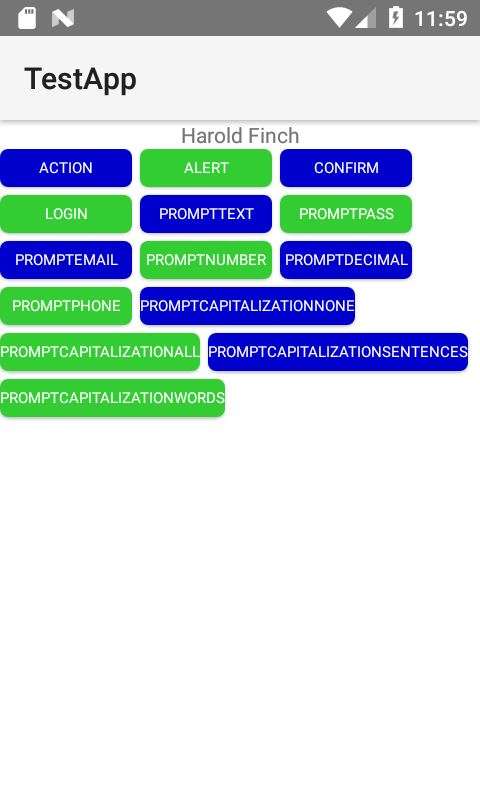 11:59
TestApp
Harold Finch
ACTION ALERT CONFIRM
LOGIN PROMPTTEXT PROMPTPASS
PROMPTEMAIL PROMPTNUMBER PROMPTDECIMAL
PROMPTPHONE PROMPTCAPITALIZATIONNONE
PROMPTCAPITALIZATIONALL PROMPTCAPITALIZATIONSENTENCES
PROMPTCAPITALIZATIONWORDS